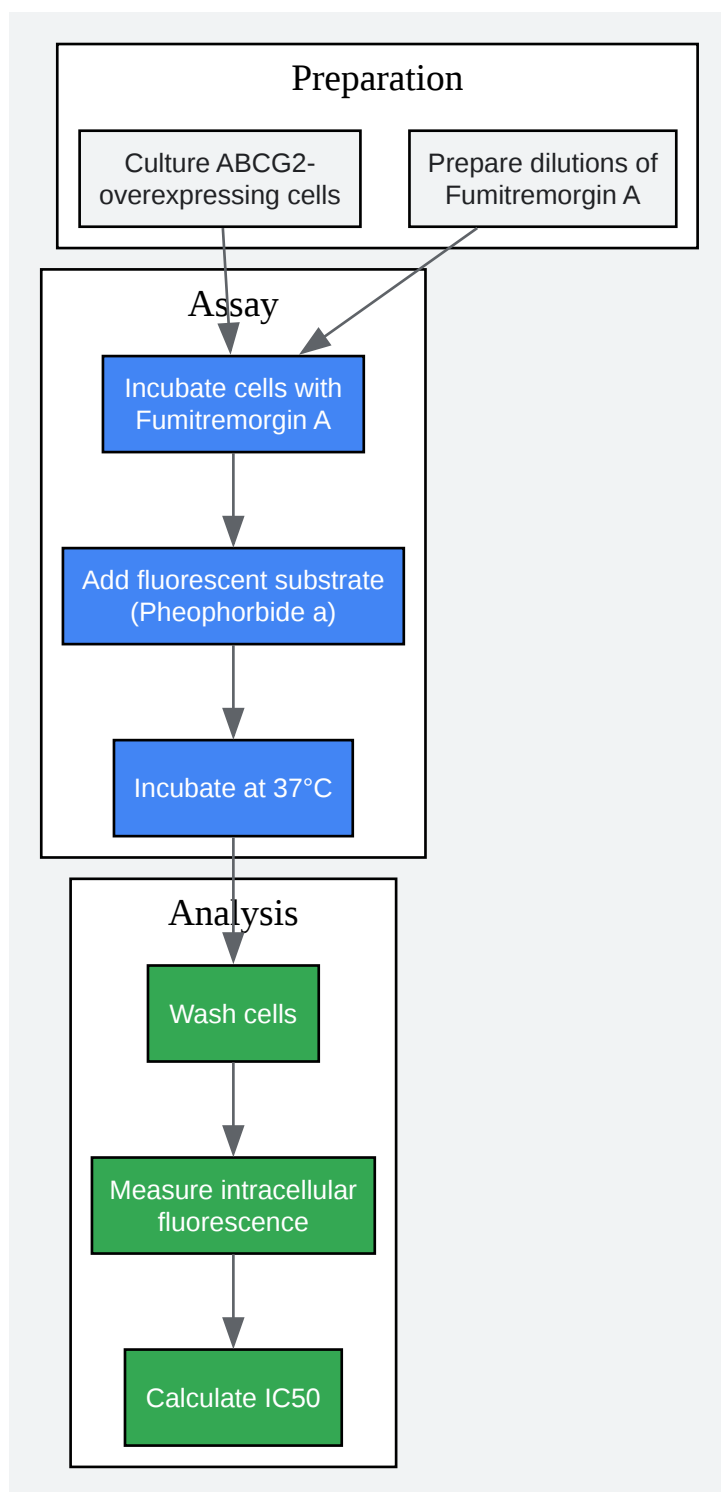 Preparation
Culture ABCG2-
overexpressing cells
Prepare dilutions of
Fumitremorgin A
Assay
Incubate cells with
Fumitremorgin A
Add fluorescent substrate
(Pheophorbide a)
Incubate at 37°C
Analysis
Wash cells
Measure intracellular
fluorescence
Calculate IC50